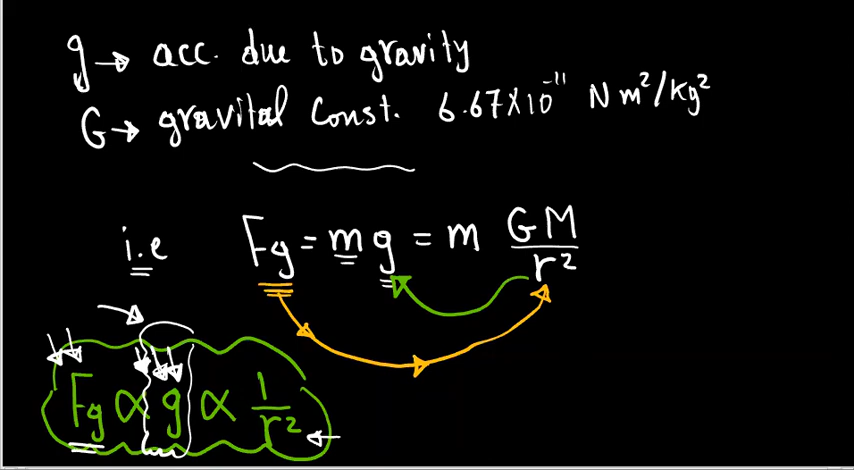 g → acc. due to gravity
G → gravital const. 6.67×10⁻¹¹ N m²/Kg²
i.e Fg = mg = m GM/r²
Fg ∝ g ∝ 1/r²